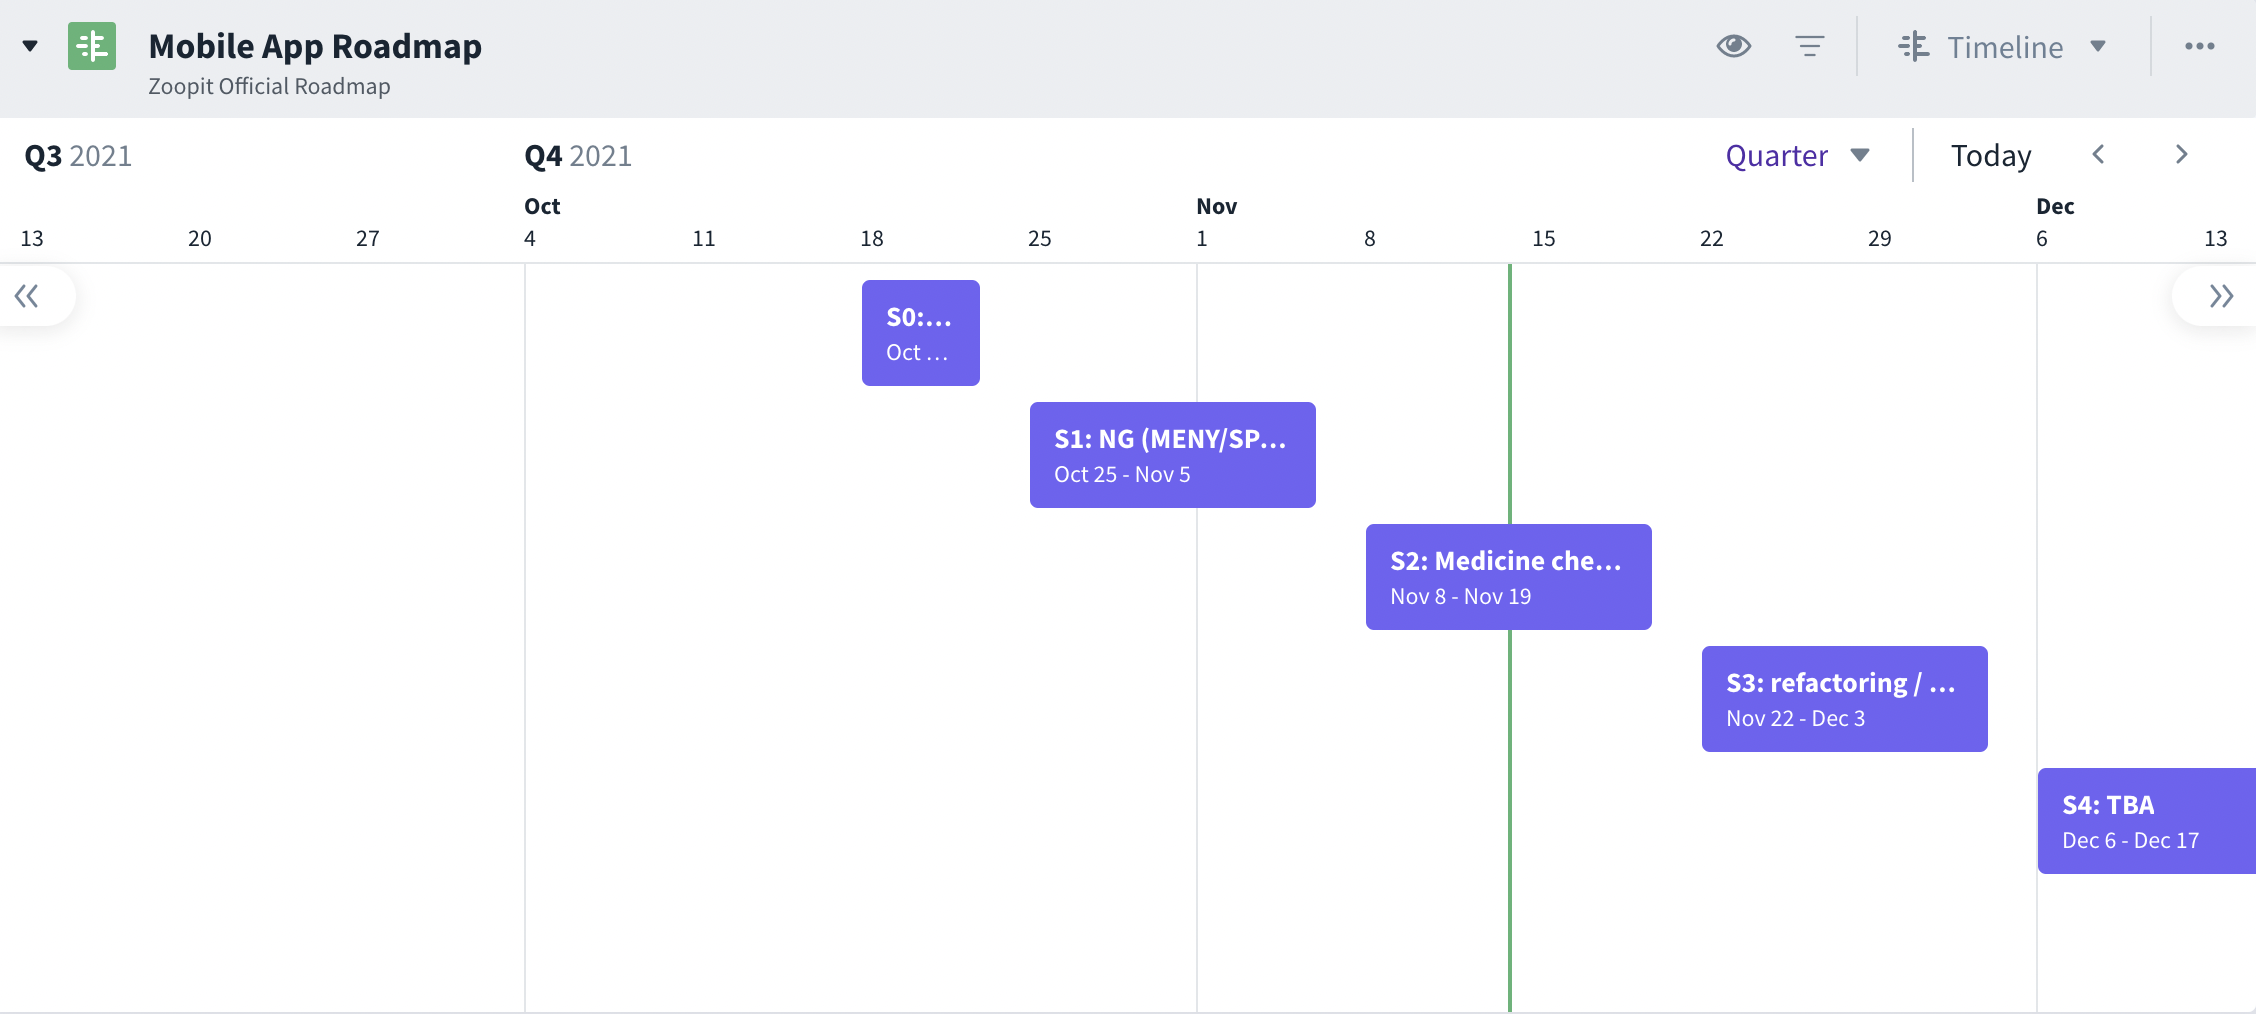 Mobile App Roadmap
Zoopit Official Roadmap
Timeline
Q3 2021
Q4 2021
Quarter
Today
Oct
Nov
Dec
13 20 27 4 11 18 25 1 8 15 22 29 6 13
S0:...
Oct ...
S1: NG (MENY/SP...
Oct 25 - Nov 5
S2: Medicine che...
Nov 8 - Nov 19
S3: refactoring / ...
Nov 22 - Dec 3
S4: TBA
Dec 6 - Dec 17